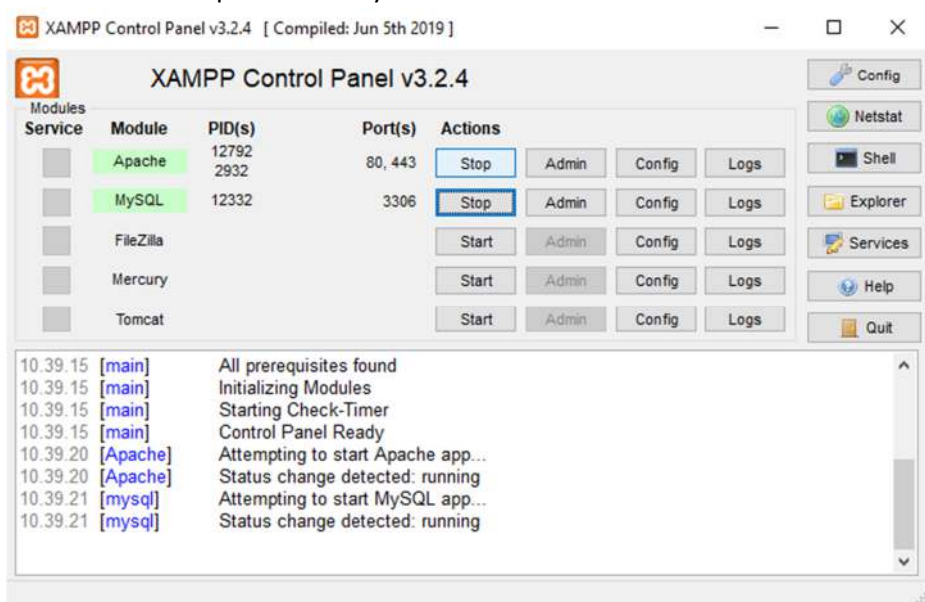 XAMPP Control Panel v3.2.4 [ Compiled: Jun 5th 2019 ]
XAMPP Control Panel v3.2.4
Config
Modules
Service Module PID(s) Port(s) Actions
Netstat
Apache 12792 2932 80, 443 Stop Admin Config Logs
Shell
MySQL 12332 3306 Stop Admin Config Logs
Explorer
FileZilla Start Admin Config Logs
Services
Mercury Start Admin Config Logs
Help
Tomcat Start Admin Config Logs
Quit
10.39.15 [main] All prerequisites found
10.39.15 [main] Initializing Modules
10.39.15 [main] Starting Check-Timer
10.39.15 [main] Control Panel Ready
10.39.20 [Apache] Attempting to start Apache app...
10.39.20 [Apache] Status change detected: running
10.39.21 [mysql] Attempting to start MySQL app...
10.39.21 [mysql] Status change detected: running